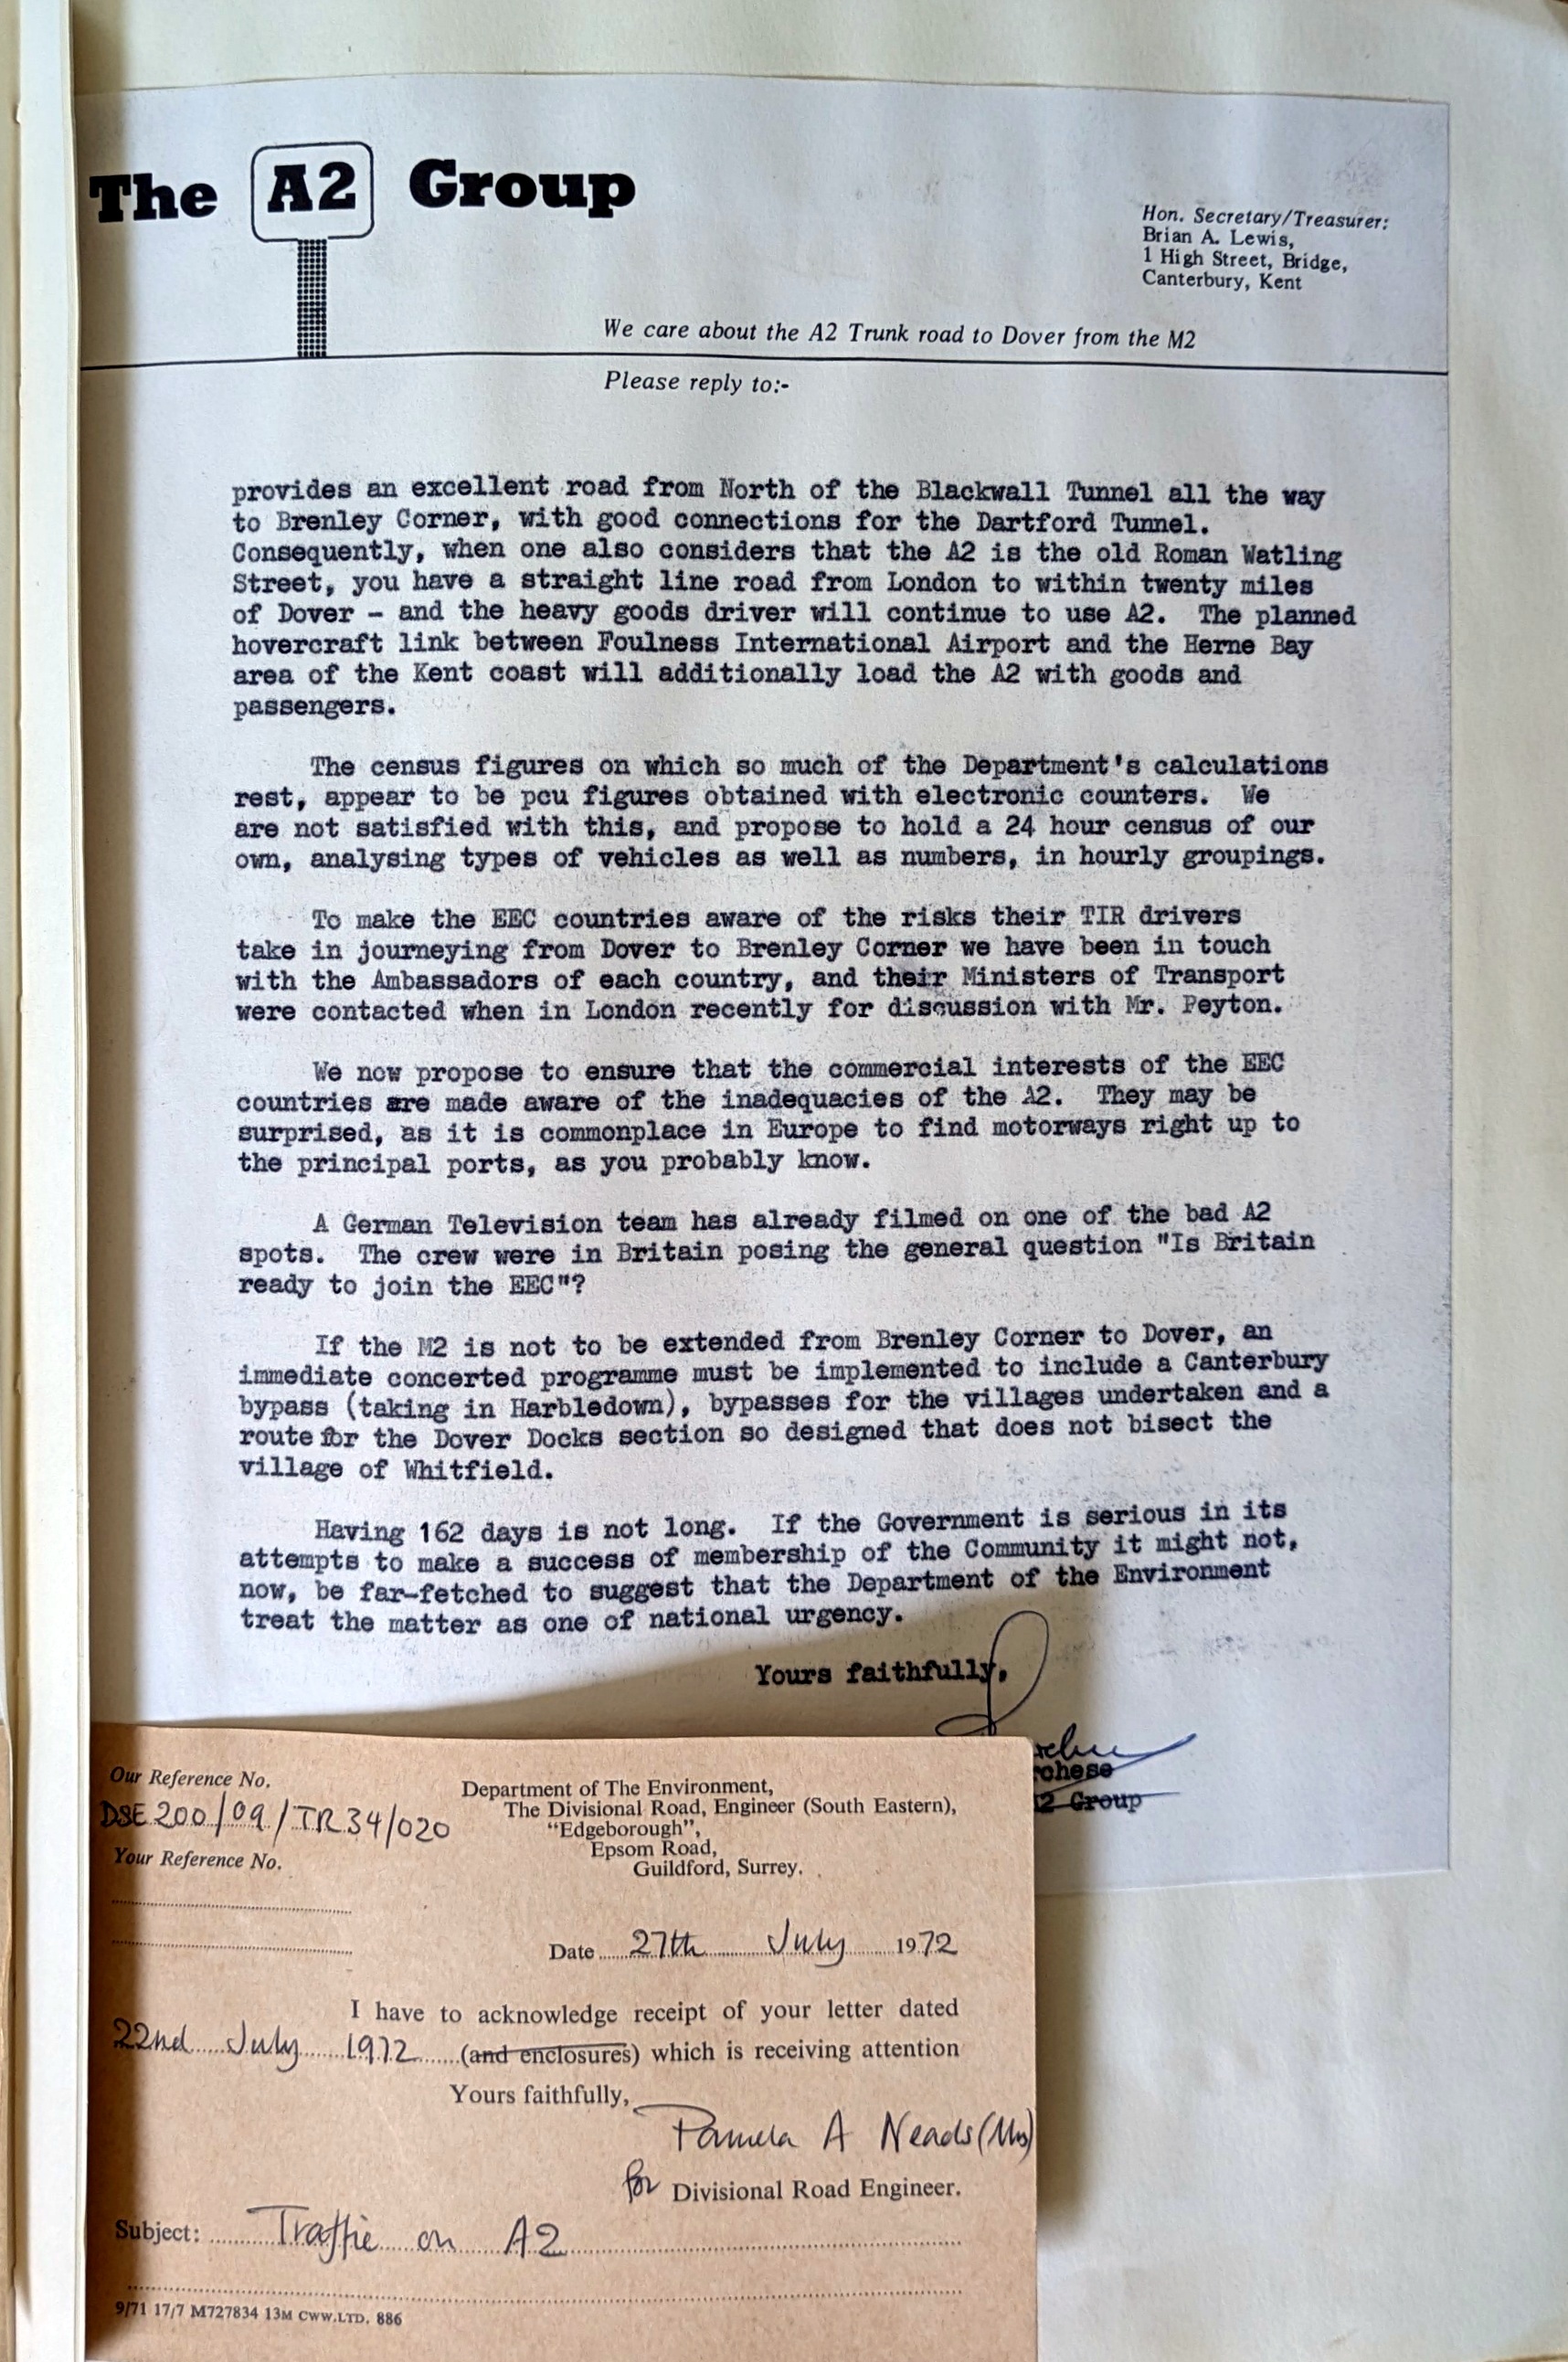 The A2 Group
Hon. Secretary/Treasurer:
Brian A. Lewis,
1 High Street, Bridge,
Canterbury, Kent
We care about the A2 Trunk road to Dover from the M2
Please reply to:-
provides an excellent road from North of the Blackwall Tunnel all the way
to Brenley Corner, with good connections for the Dartford Tunnel.
Consequently, when one also considers that the A2 is the old Roman Watling
Street, you have a straight line road from London to within twenty miles
of Dover - and the heavy goods driver will continue to use A2. The planned
hovercraft link between Foulness International Airport and the Herne Bay
area of the Kent coast will additionally load the A2 with goods and
passengers.
The census figures on which so much of the Department's calculations
rest, appear to be pcu figures obtained with electronic counters. We
are not satisfied with this, and propose to hold a 24 hour census of our
own, analysing types of vehicles as well as numbers, in hourly groupings.
To make the EEC countries aware of the risks their TIR drivers
take in journeying from Dover to Brenley Corner we have been in touch
with the Ambassadors of each country, and their Ministers of Transport
were contacted when in London recently for discussion with Mr. Peyton.
We now propose to ensure that the commercial interests of the EEC
countries are made aware of the inadequacies of the A2. They may be
surprised, as it is commonplace in Europe to find motorways right up to
the principal ports, as you probably know.
A German Television team has already filmed on one of the bad A2
spots. The crew were in Britain posing the general question "Is Britain
ready to join the EEC"?
If the M2 is not to be extended from Brenley Corner to Dover, an
immediate concerted programme must be implemented to include a Canterbury
bypass (taking in Harbledown), bypasses for the villages undertaken and a
route for the Dover Docks section so designed that does not bisect the
village of Whitfield.
Having 162 days is not long. If the Government is serious in its
attempts to make a success of membership of the Community it might not,
now, be far-fetched to suggest that the Department of the Environment
treat the matter as one of national urgency.
Yours faithfully,
rchese
A2 Group
Our Reference No.
DSE 200/09/TR34/020
Your Reference No.
Department of The Environment,
The Divisional Road, Engineer (South Eastern),
"Edgeborough",
Epsom Road,
Guildford, Surrey.
Date 27th July 1972
I have to acknowledge receipt of your letter dated
22nd July 1972 (and enclosures) which is receiving attention
Yours faithfully,
Pamela A Neads (Mrs)
for Divisional Road Engineer.
Subject: Traffic on A2
9/71 17/7 M727834 13M CWW.LTD. 886